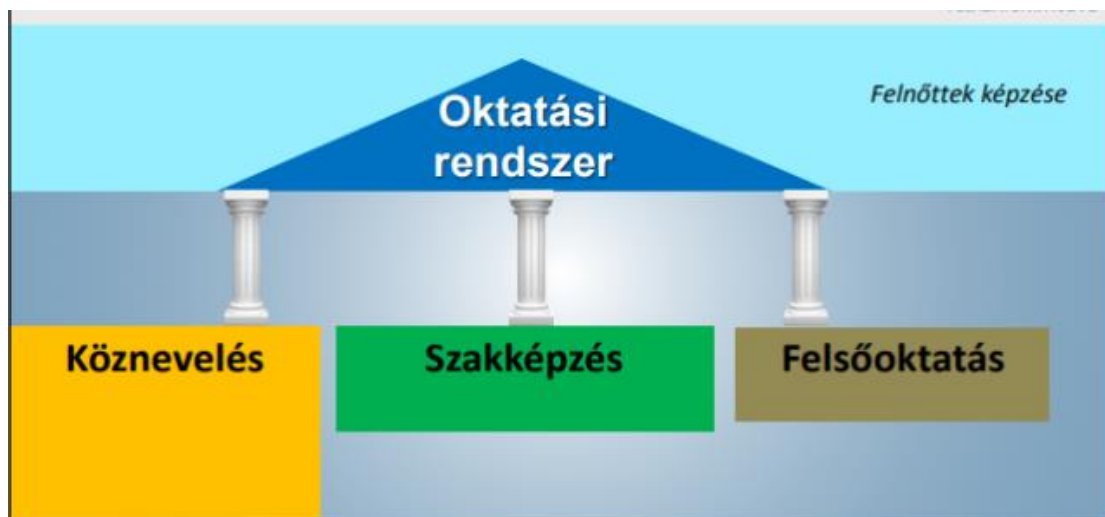 Felnőttek képzése
Oktatási
rendszer
Köznevelés
Szakképzés
Felsőoktatás